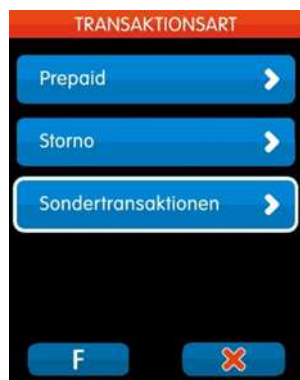 TRANSAKTIONSART
Prepaid
Storno
Sondertransaktionen
F